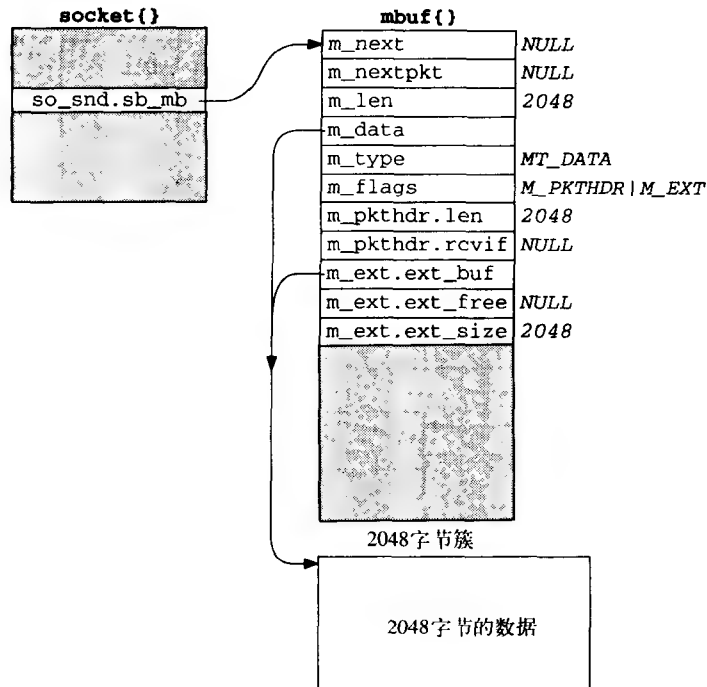 socket{}
so_snd.sb_mb
mbuf{}
m_next NULL
m_nextpkt NULL
m_len 2048
m_data
m_type MT_DATA
m_flags M_PKTHDR|M_EXT
m_pkthdr.len 2048
m_pkthdr.rcvif NULL
m_ext.ext_buf
m_ext.ext_free NULL
m_ext.ext_size 2048
2048字节簇
2048字节的数据